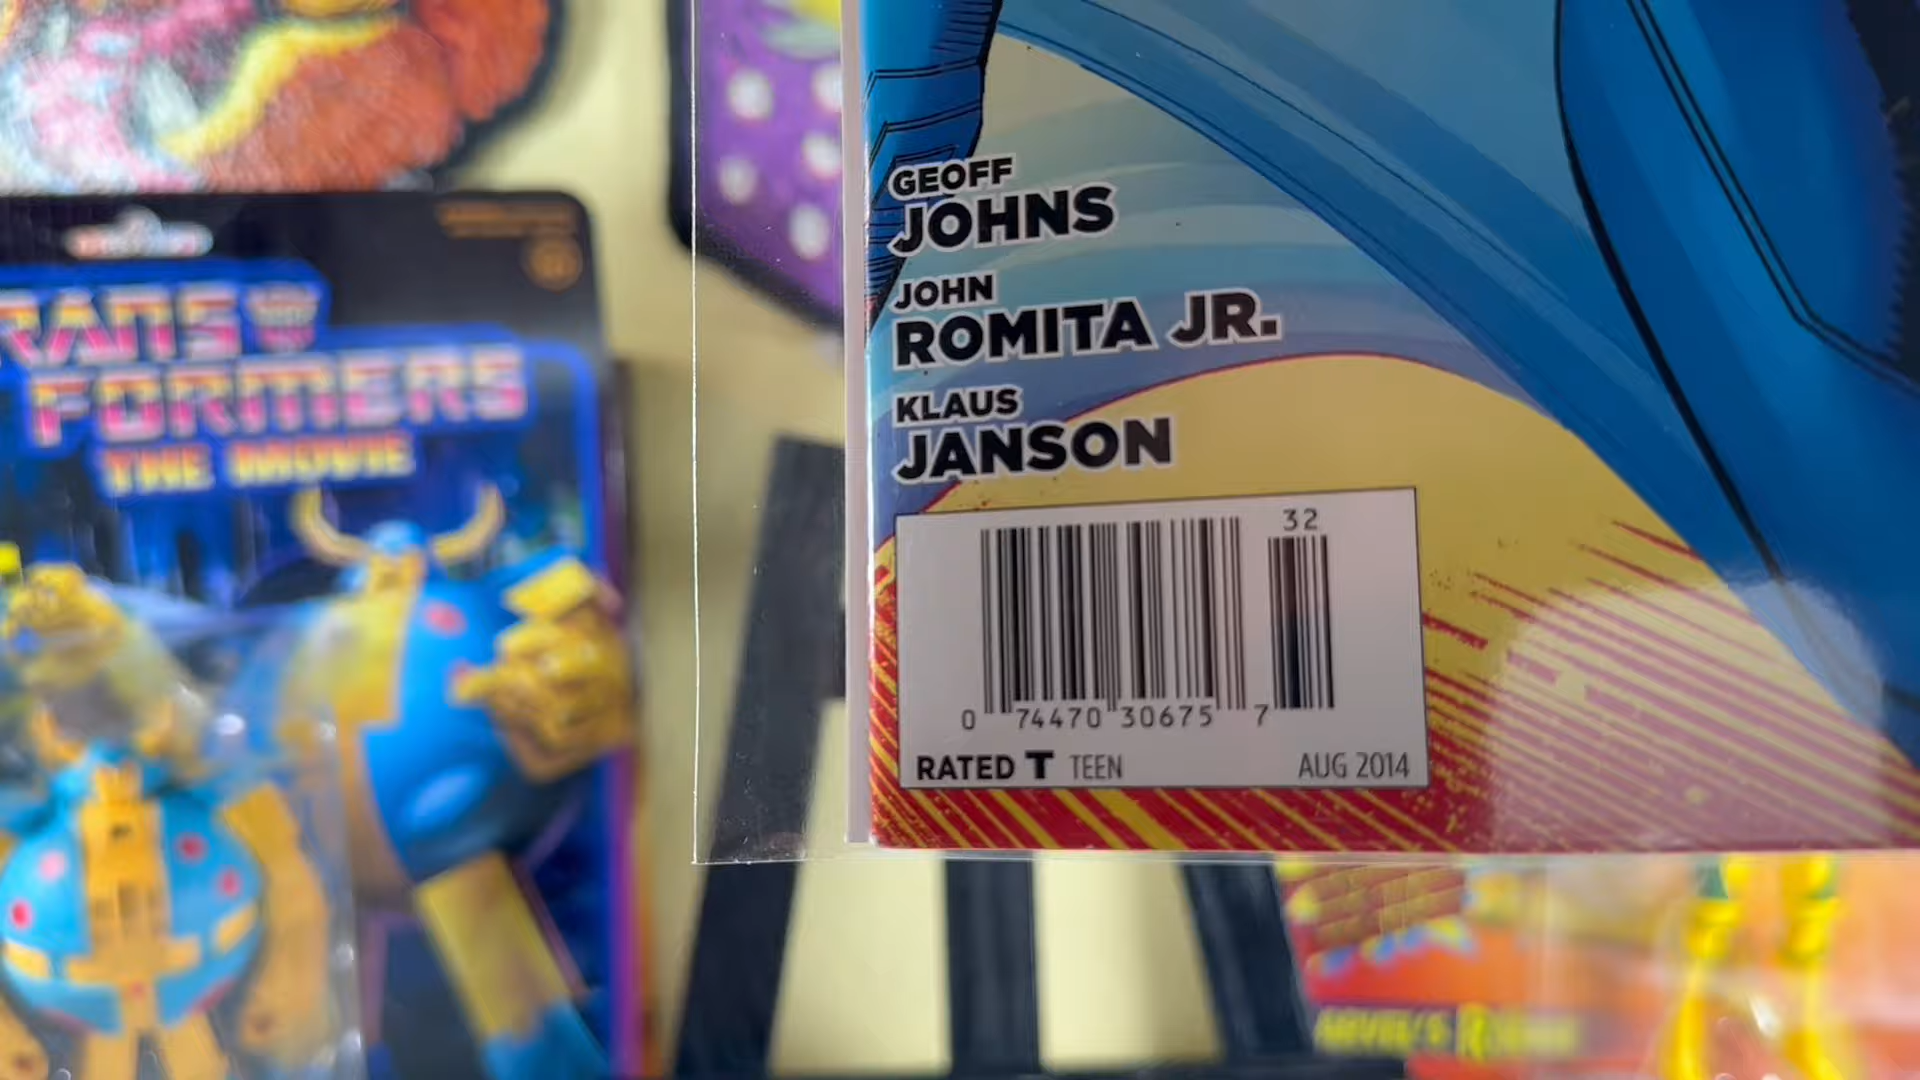 RANS
FORMERS
THE MOVIE
GEOFF
JOHNS
JOHN
ROMITA JR.
KLAUS
JANSON
32
0 74470 30675 7
RATED T TEEN
AUG 2014